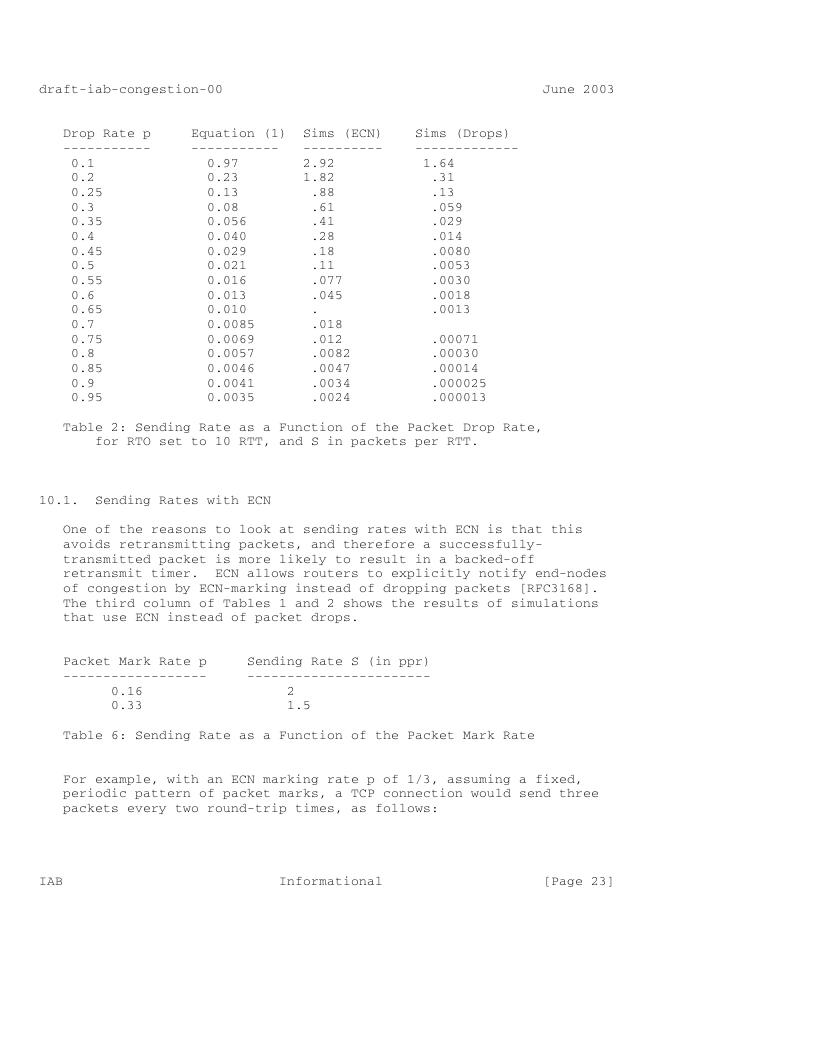 draft-iab-congestion-00 June 2003
Drop Rate p Equation (1) Sims (ECN) Sims (Drops)
----------- ----------- ---------- -------------
0.1 0.97 2.92 1.64
0.2 0.23 1.82 .31
0.25 0.13 .88 .13
0.3 0.08 .61 .059
0.35 0.056 .41 .029
0.4 0.040 .28 .014
0.45 0.029 .18 .0080
0.5 0.021 .11 .0053
0.55 0.016 .077 .0030
0.6 0.013 .045 .0018
0.65 0.010 . .0013
0.7 0.0085 .018
0.75 0.0069 .012 .00071
0.8 0.0057 .0082 .00030
0.85 0.0046 .0047 .00014
0.9 0.0041 .0034 .000025
0.95 0.0035 .0024 .000013
Table 2: Sending Rate as a Function of the Packet Drop Rate,
for RTO set to 10 RTT, and S in packets per RTT.
10.1. Sending Rates with ECN
One of the reasons to look at sending rates with ECN is that this
avoids retransmitting packets, and therefore a successfully-
transmitted packet is more likely to result in a backed-off
retransmit timer. ECN allows routers to explicitly notify end-nodes
of congestion by ECN-marking instead of dropping packets [RFC3168].
The third column of Tables 1 and 2 shows the results of simulations
that use ECN instead of packet drops.
Packet Mark Rate p Sending Rate S (in ppr)
------------------ -----------------------
0.16 2
0.33 1.5
Table 6: Sending Rate as a Function of the Packet Mark Rate
For example, with an ECN marking rate p of 1/3, assuming a fixed,
periodic pattern of packet marks, a TCP connection would send three
packets every two round-trip times, as follows:
IAB Informational [Page 23]